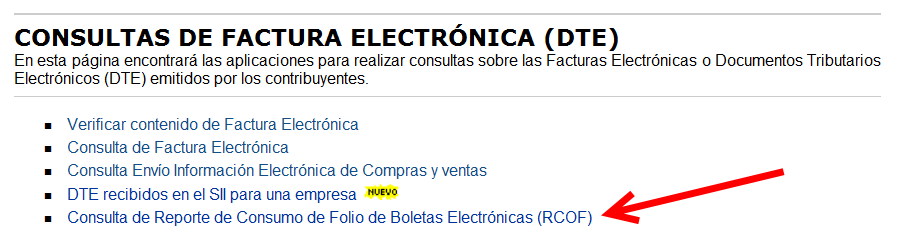 CONSULTAS DE FACTURA ELECTRÓNICA (DTE)
En esta página encontrará las aplicaciones para realizar consultas sobre las Facturas Electrónicas o Documentos Tributarios
Electrónicos (DTE) emitidos por los contribuyentes.
Verificar contenido de Factura Electrónica
Consulta de Factura Electrónica
Consulta Envío Información Electrónica de Compras y ventas
DTE recibidos en el SII para una empresa NUEVO
Consulta de Reporte de Consumo de Folio de Boletas Electrónicas (RCOF)